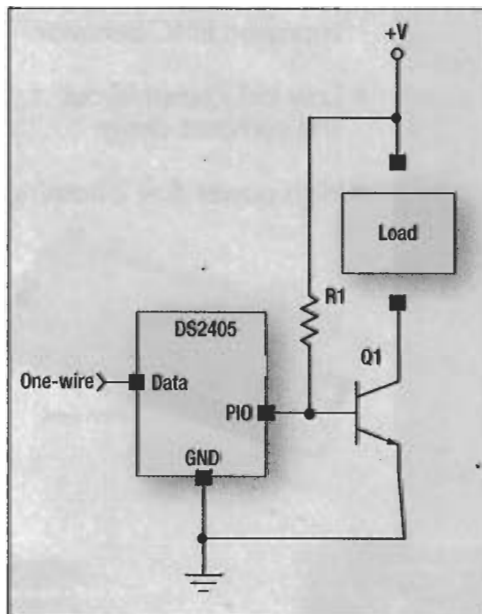 +V
Load
R1
DS2405
Q1
One-wire
Data
PIO
GND